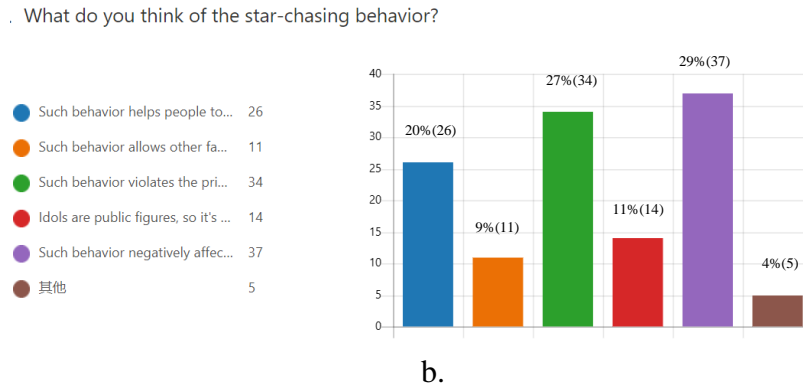 . What do you think of the star-chasing behavior?
Such behavior helps people to... 26
Such behavior allows other fa... 11
Such behavior violates the pri... 34
Idols are public figures, so it's ... 14
Such behavior negatively affec... 37
其他 5
40
35
30
25
20
15
10
5
0
20%(26)
9%(11)
27%(34)
11%(14)
29%(37)
4%(5)
b.